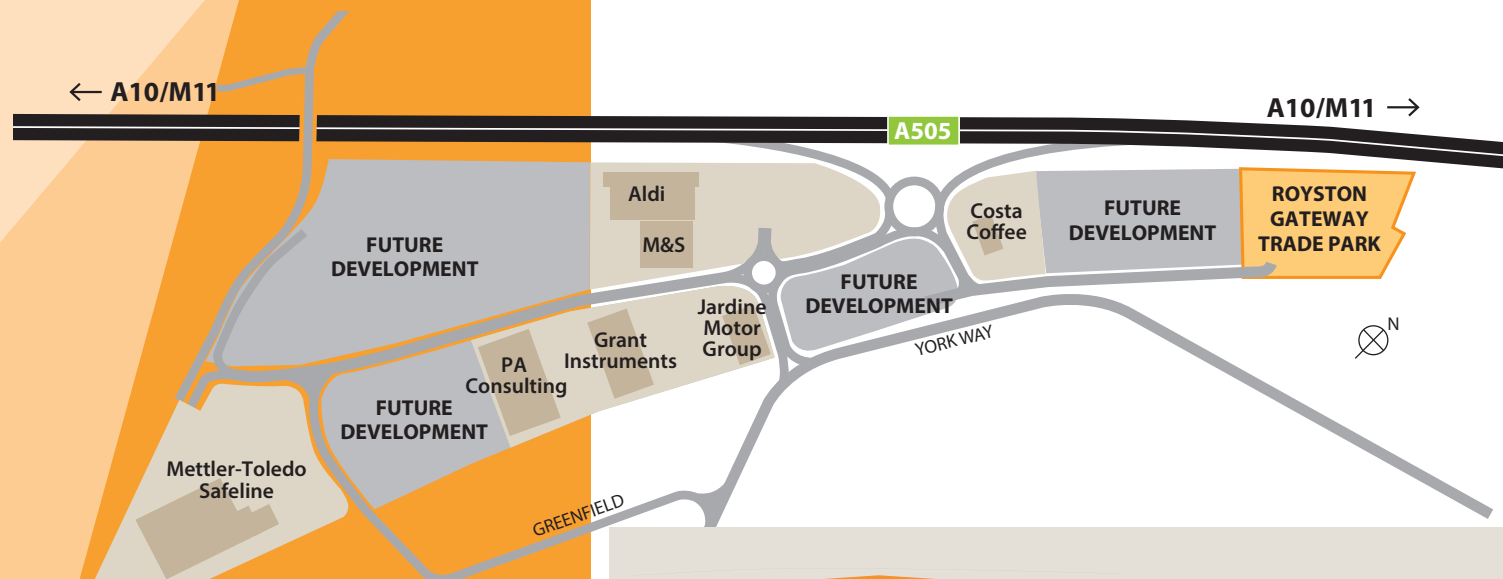 ← A10/M11
A10/M11 →
A505
Aldi
M&S
Costa
Coffee
FUTURE
DEVELOPMENT
ROYSTON
GATEWAY
TRADE PARK
FUTURE
DEVELOPMENT
FUTURE
DEVELOPMENT
Jardine
Motor
Group
Grant
Instruments
PA
Consulting
YORK WAY
N
FUTURE
DEVELOPMENT
Mettler-Toledo
Safeline
GREENFIELD